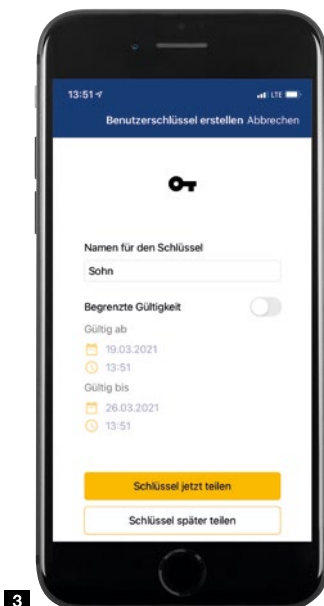 13:51 LTE
Benutzerschlüssel erstellen Abbrechen
Namen für den Schlüssel
Sohn
Begrenzte Gültigkeit
Gültig ab
19.03.2021
13:51
Gültig bis
26.03.2021
13:51
Schlüssel jetzt teilen
Schlüssel später teilen
3